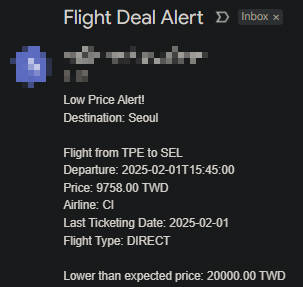 Flight Deal Alert
Inbox ×
Low Price Alert!
Destination: Seoul
Flight from TPE to SEL
Departure: 2025-02-01T15:45:00
Price: 9758.00 TWD
Airline: CI
Last Ticketing Date: 2025-02-01
Flight Type: DIRECT
Lower than expected price: 20000.00 TWD